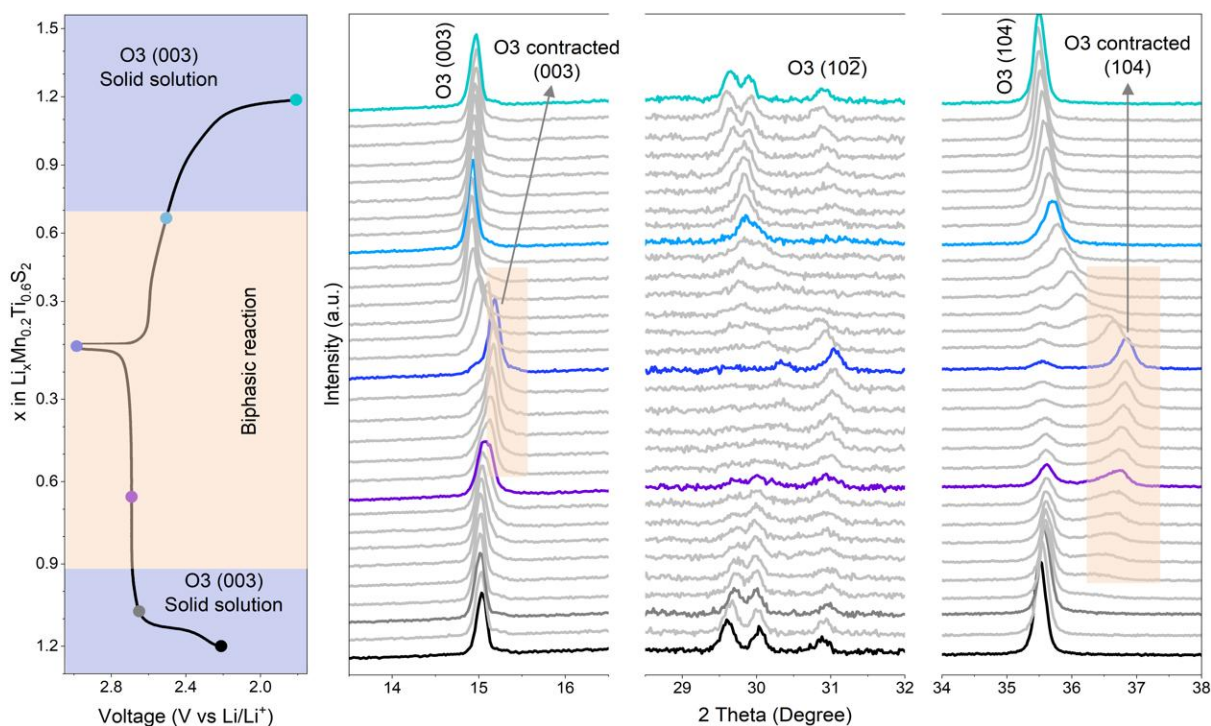 1.5
1.2
0.9
0.6
0.3
0.3
0.6
0.9
1.2
x in LiₓMn₀.₂Ti₀.₆S₂
O3 (003)
Solid solution
Biphasic reaction
O3 (003)
Solid solution
2.8 2.4 2.0
Voltage (V vs Li/Li⁺)
Intensity (a.u.)
O3 (003)
O3 contracted
(003)
14 15 16
O3 (10-2̅)
29 30 31 32
2 Theta (Degree)
O3 (104)
O3 contracted
(104)
34 35 36 37 38